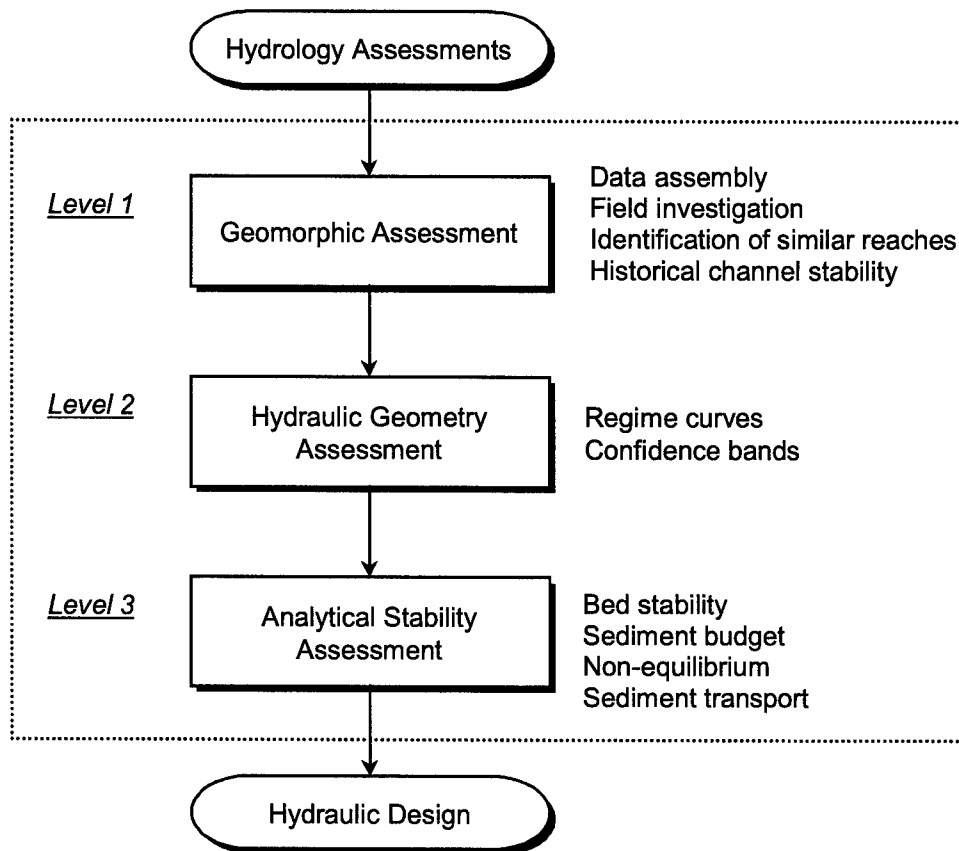 Hydrology Assessments
Level 1
Geomorphic Assessment
Data assembly
Field investigation
Identification of similar reaches
Historical channel stability
Level 2
Hydraulic Geometry
Assessment
Regime curves
Confidence bands
Level 3
Analytical Stability
Assessment
Bed stability
Sediment budget
Non-equilibrium
Sediment transport
Hydraulic Design